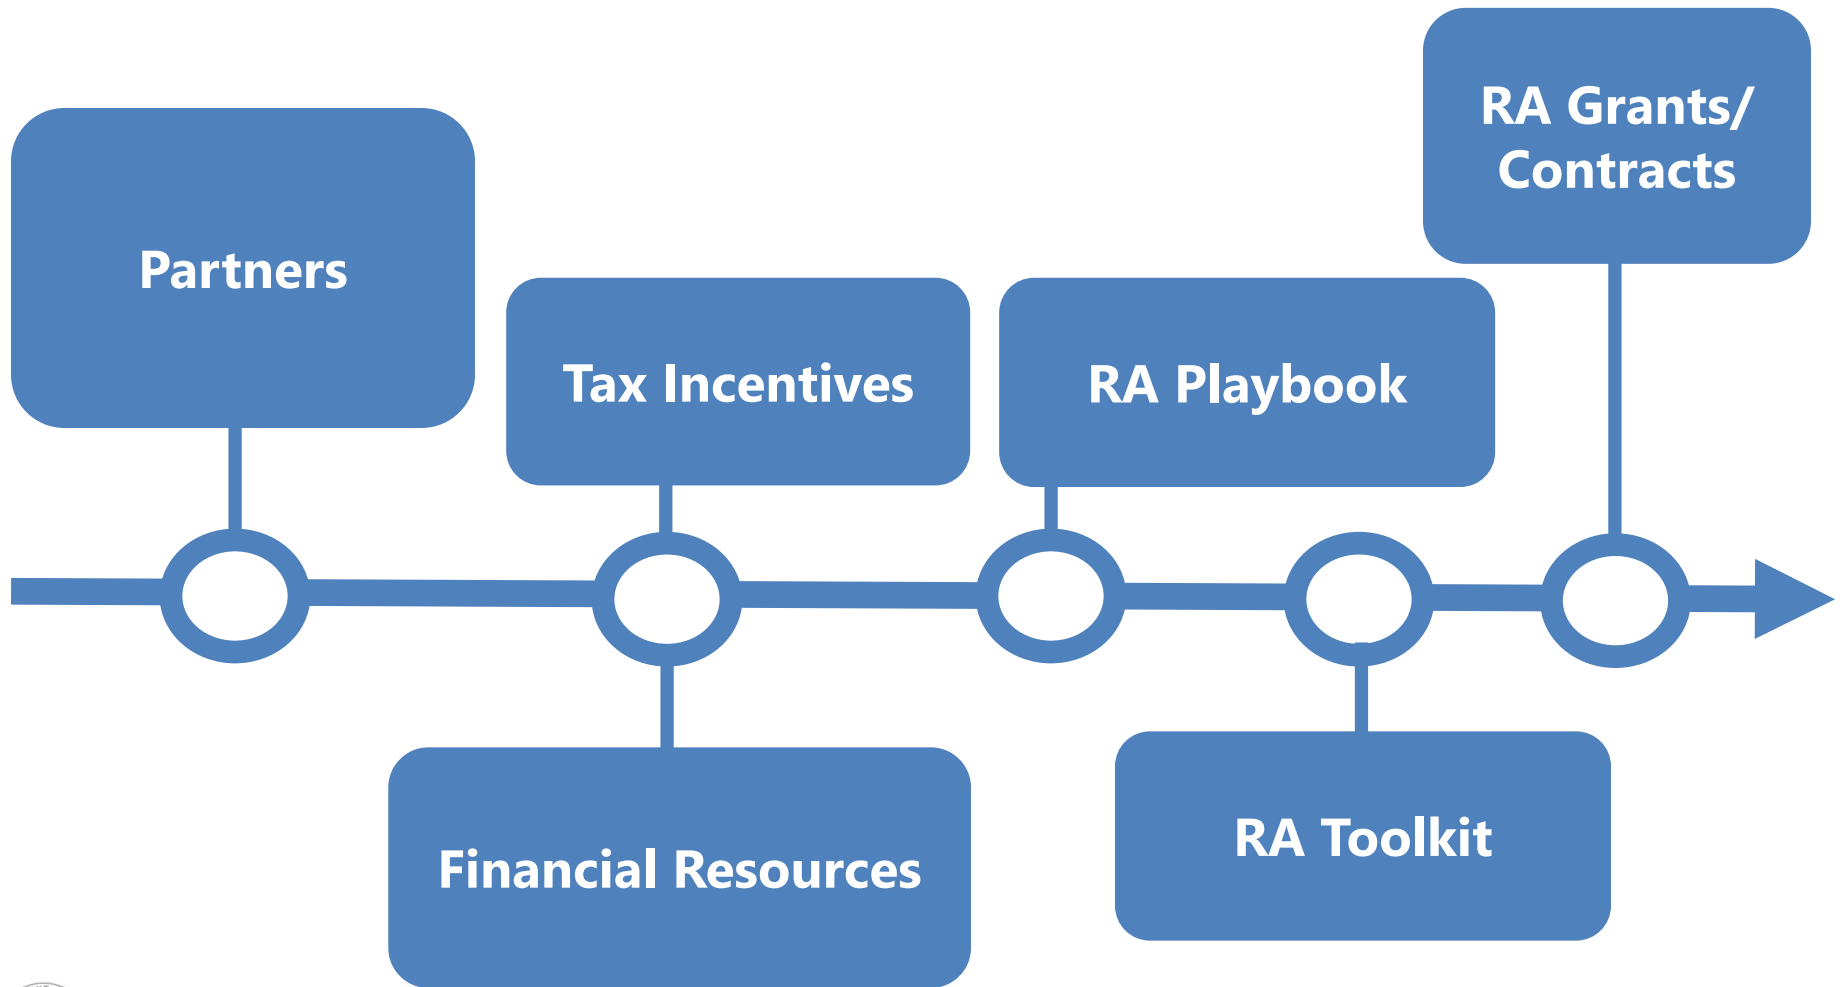 Partners
Tax Incentives
Financial Resources
RA Playbook
RA Toolkit
RA Grants/
Contracts